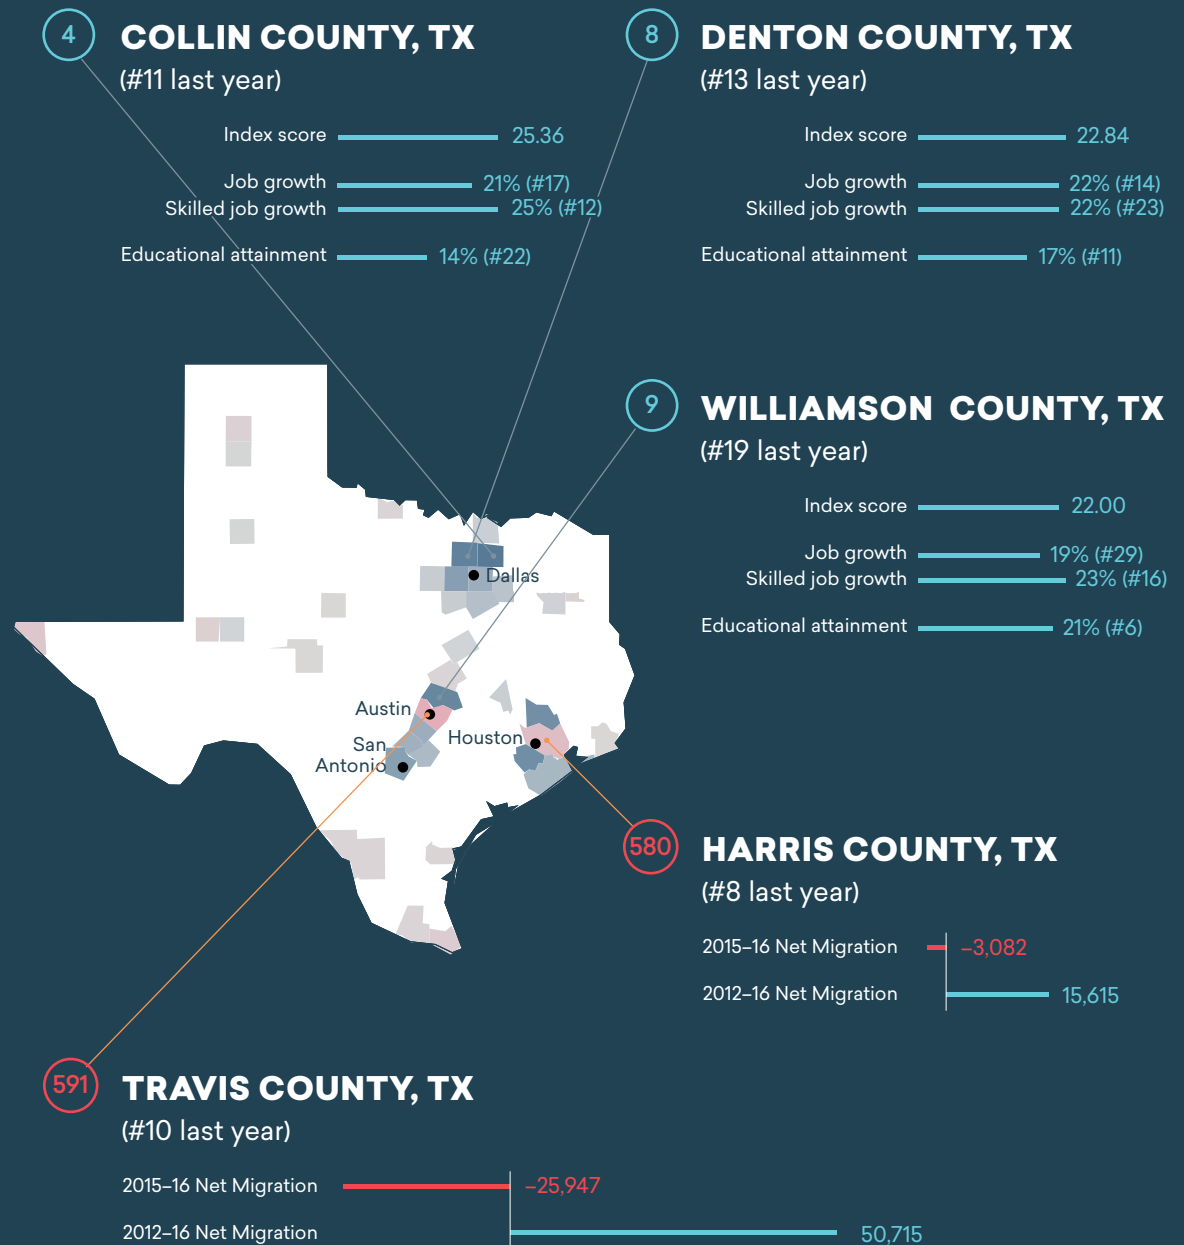 4
COLLIN COUNTY, TX
(#11 last year)
Index score 25.36
Job growth 21% (#17)
Skilled job growth 25% (#12)
Educational attainment 14% (#22)
8
DENTON COUNTY, TX
(#13 last year)
Index score 22.84
Job growth 22% (#14)
Skilled job growth 22% (#23)
Educational attainment 17% (#11)
9
WILLIAMSON COUNTY, TX
(#19 last year)
Index score 22.00
Job growth 19% (#29)
Skilled job growth 23% (#16)
Educational attainment 21% (#6)
Dallas
Austin
San
Antonio
Houston
580
HARRIS COUNTY, TX
(#8 last year)
2015–16 Net Migration –3,082
2012–16 Net Migration 15,615
591
TRAVIS COUNTY, TX
(#10 last year)
2015–16 Net Migration –25,947
2012–16 Net Migration 50,715